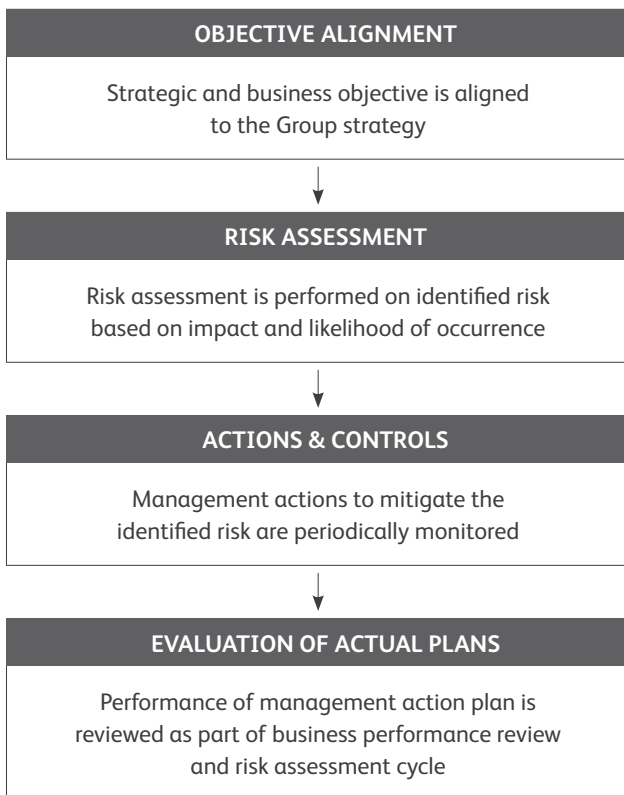 OBJECTIVE ALIGNMENT
Strategic and business objective is aligned
to the Group strategy
RISK ASSESSMENT
Risk assessment is performed on identified risk
based on impact and likelihood of occurrence
ACTIONS & CONTROLS
Management actions to mitigate the
identified risk are periodically monitored
EVALUATION OF ACTUAL PLANS
Performance of management action plan is
reviewed as part of business performance review
and risk assessment cycle